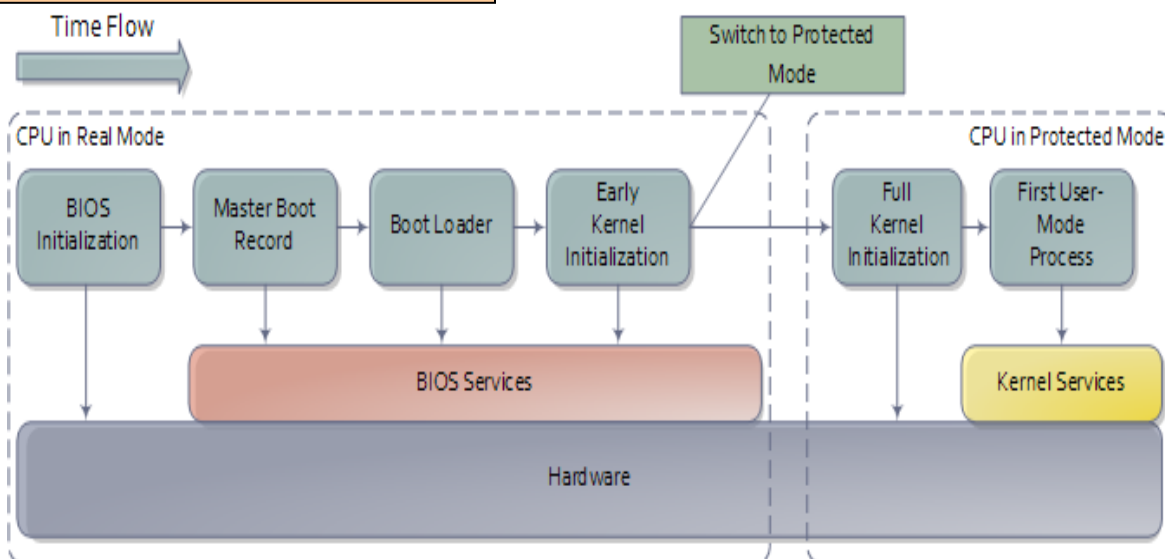 Time Flow
Switch to Protected
Mode
CPU in Real Mode
CPU in Protected Mode
BIOS
Initialization
Master Boot
Record
Boot Loader
Early
Kernel
Initialization
Full
Kernel
Initialization
First User-
Mode
Process
BIOS Services
Kernel Services
Hardware